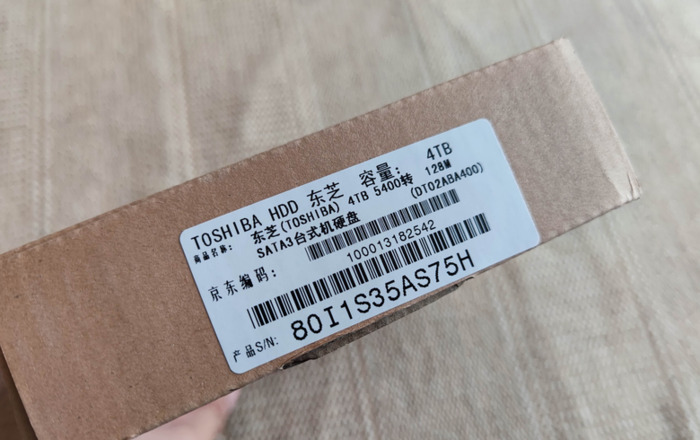 TOSHIBA HDD 东芝 容量: 4TB
商品名称: 东芝(TOSHIBA) 4TB 5400转 128M
SATA3台式机硬盘 (DT02ABA400)
京东编码: 100013182542
产品S/N: 80I1S35AS75H